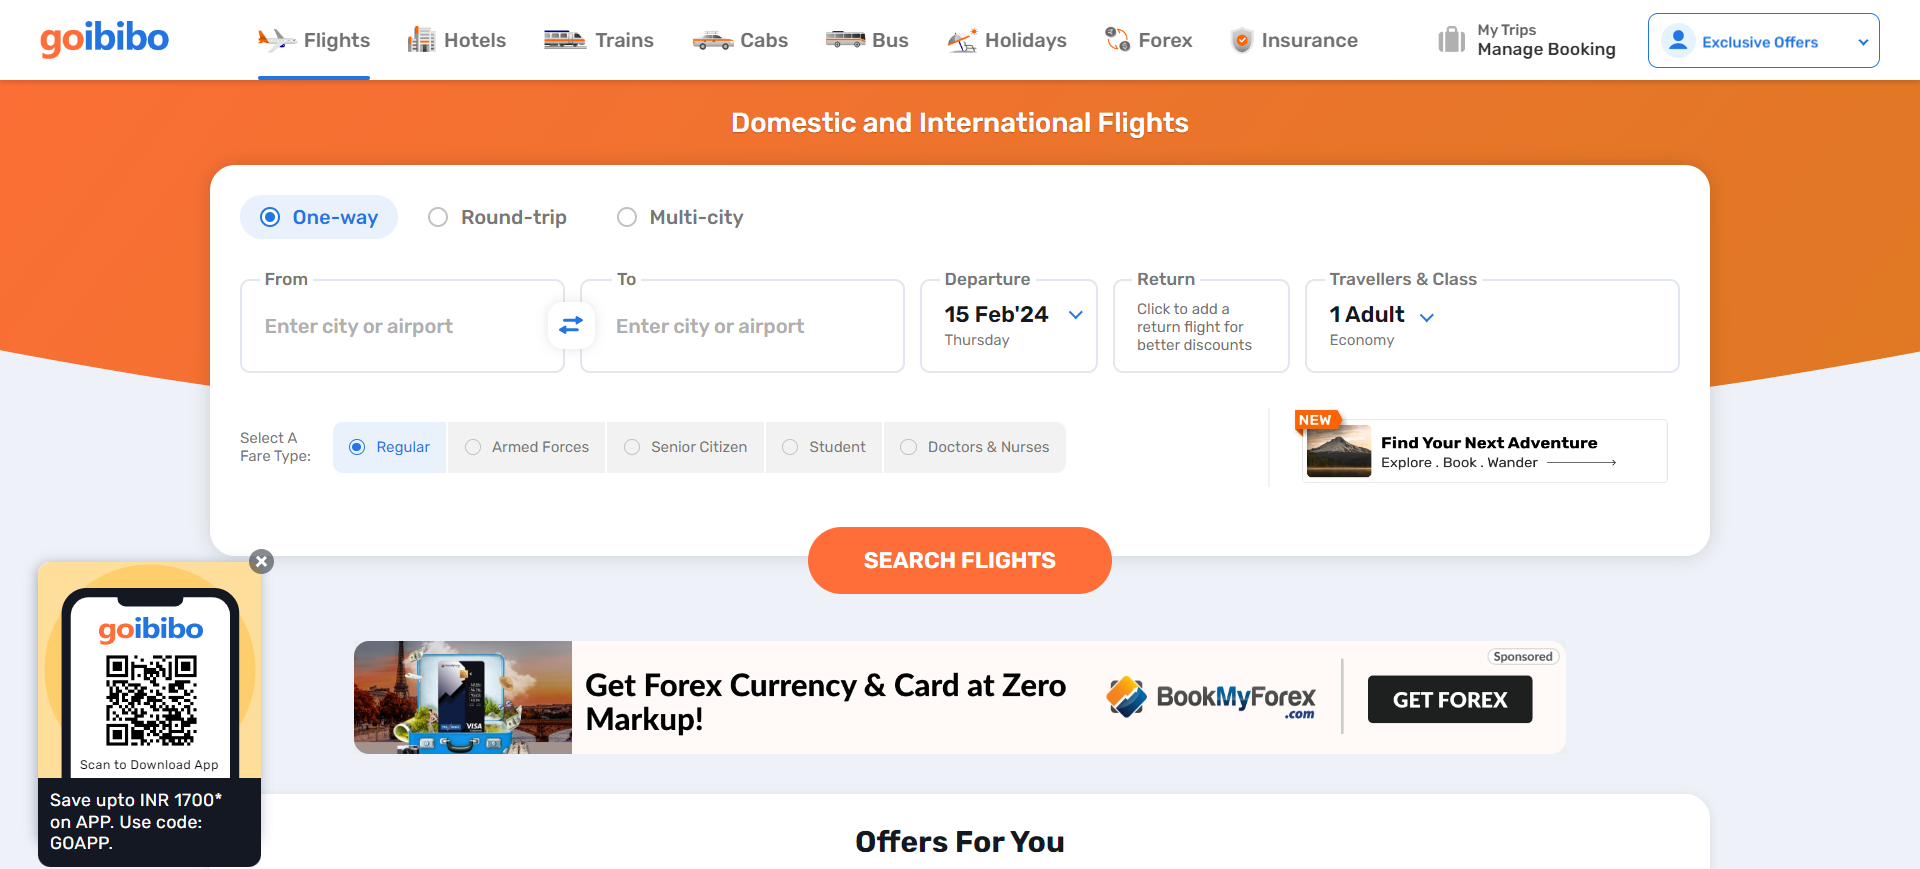 goibibo
Flights
Hotels
Trains
Cabs
Bus
Holidays
Forex
Insurance
My Trips
Manage Booking
Exclusive Offers
Domestic and International Flights
One-way
Round-trip
Multi-city
From
Enter city or airport
To
Enter city or airport
Departure
15 Feb'24
Thursday
Return
Click to add a
return flight for
better discounts
Travellers & Class
1 Adult
Economy
Select A
Fare Type:
Regular
Armed Forces
Senior Citizen
Student
Doctors & Nurses
NEW
Find Your Next Adventure
Explore . Book . Wander
SEARCH FLIGHTS
goibibo
Scan to Download App
Save upto INR 1700*
on APP. Use code:
GOAPP.
VISA
Get Forex Currency & Card at Zero
Markup!
BookMyForex
.com
Sponsored
GET FOREX
Offers For You